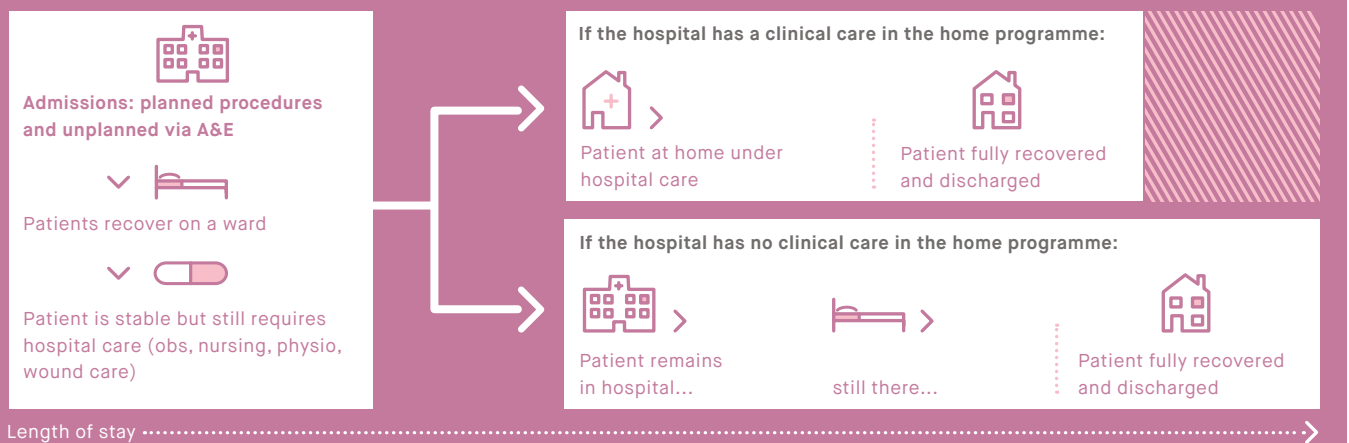 Admissions: planned procedures
and unplanned via A&E
Patients recover on a ward
Patient is stable but still requires
hospital care (obs, nursing, physio,
wound care)
If the hospital has a clinical care in the home programme:
Patient at home under
hospital care
Patient fully recovered
and discharged
If the hospital has no clinical care in the home programme:
Patient remains
in hospital...
still there...
Patient fully recovered
and discharged
Length of stay